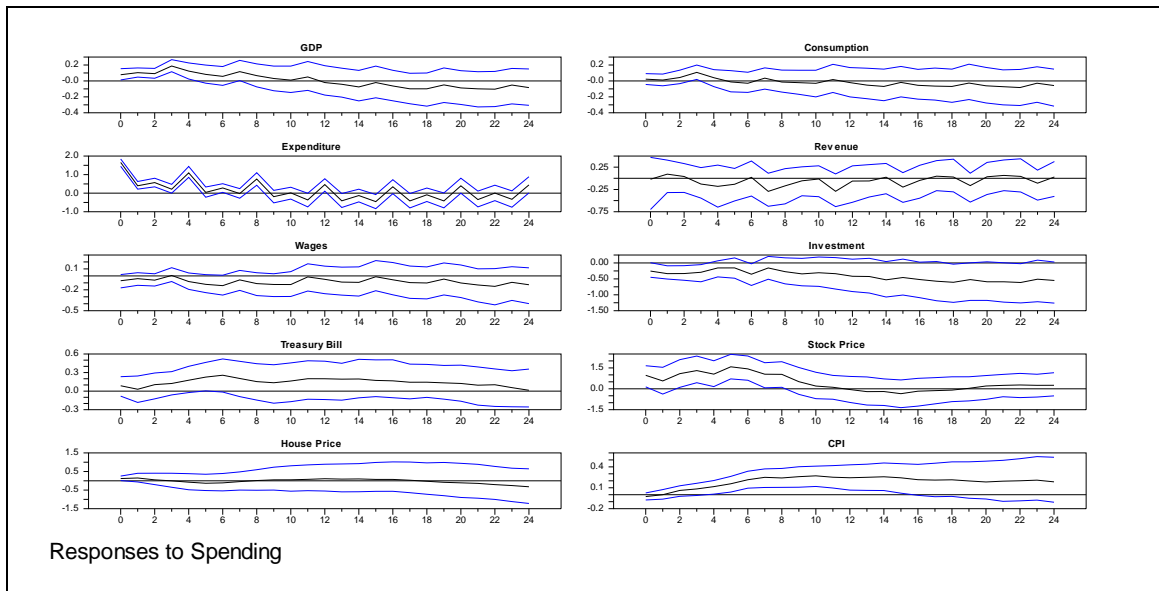 GDP
0.2
-0.0
-0.4
0 2 4 6 8 10 12 14 16 18 20 22 24
Consumption
0.2
-0.0
-0.2
-0.4
0 2 4 6 8 10 12 14 16 18 20 22 24
Expenditure
2.0
1.0
0.0
-1.0
0 2 4 6 8 10 12 14 16 18 20 22 24
Revenue
0.25
-0.25
-0.75
0 2 4 6 8 10 12 14 16 18 20 22 24
Wages
0.1
-0.2
-0.5
0 2 4 6 8 10 12 14 16 18 20 22 24
Investment
0.00
-0.50
-1.00
-1.50
0 2 4 6 8 10 12 14 16 18 20 22 24
Treasury Bill
0.6
0.3
0.0
-0.3
0 2 4 6 8 10 12 14 16 18 20 22 24
Stock Price
1.5
0.0
-1.5
0 2 4 6 8 10 12 14 16 18 20 22 24
House Price
1.5
0.5
-0.5
-1.5
0 2 4 6 8 10 12 14 16 18 20 22 24
CPI
0.4
0.1
-0.2
0 2 4 6 8 10 12 14 16 18 20 22 24
Responses to Spending